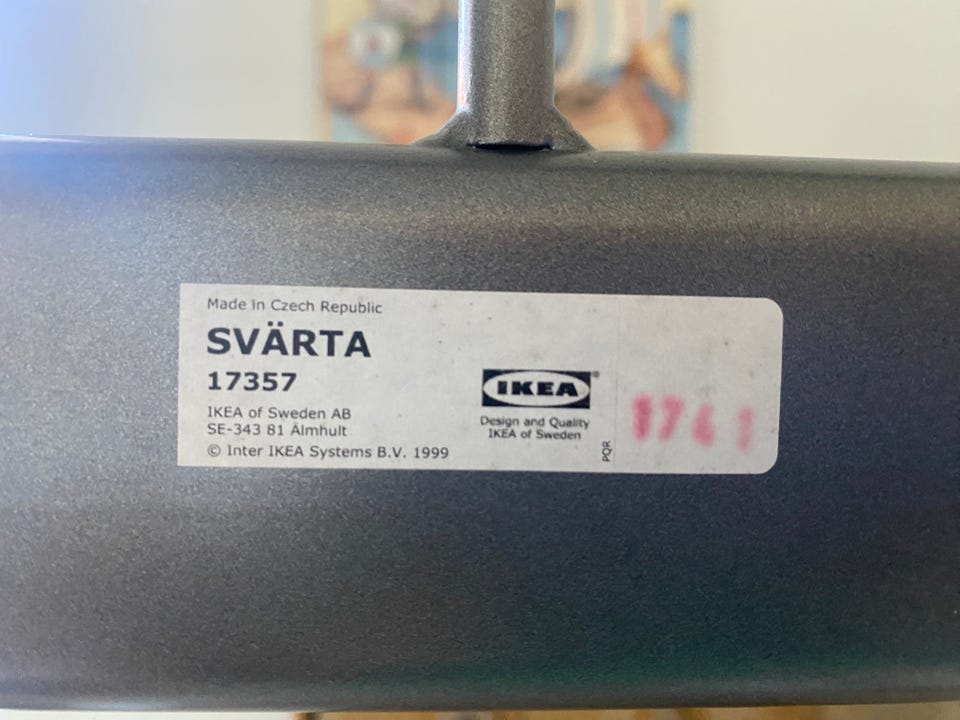 Made in Czech Republic
SVÄRTA
17357
IKEA of Sweden AB
SE-343 81 Älmhult
© Inter IKEA Systems B.V. 1999
IKEA®
Design and Quality
IKEA of Sweden
PQR